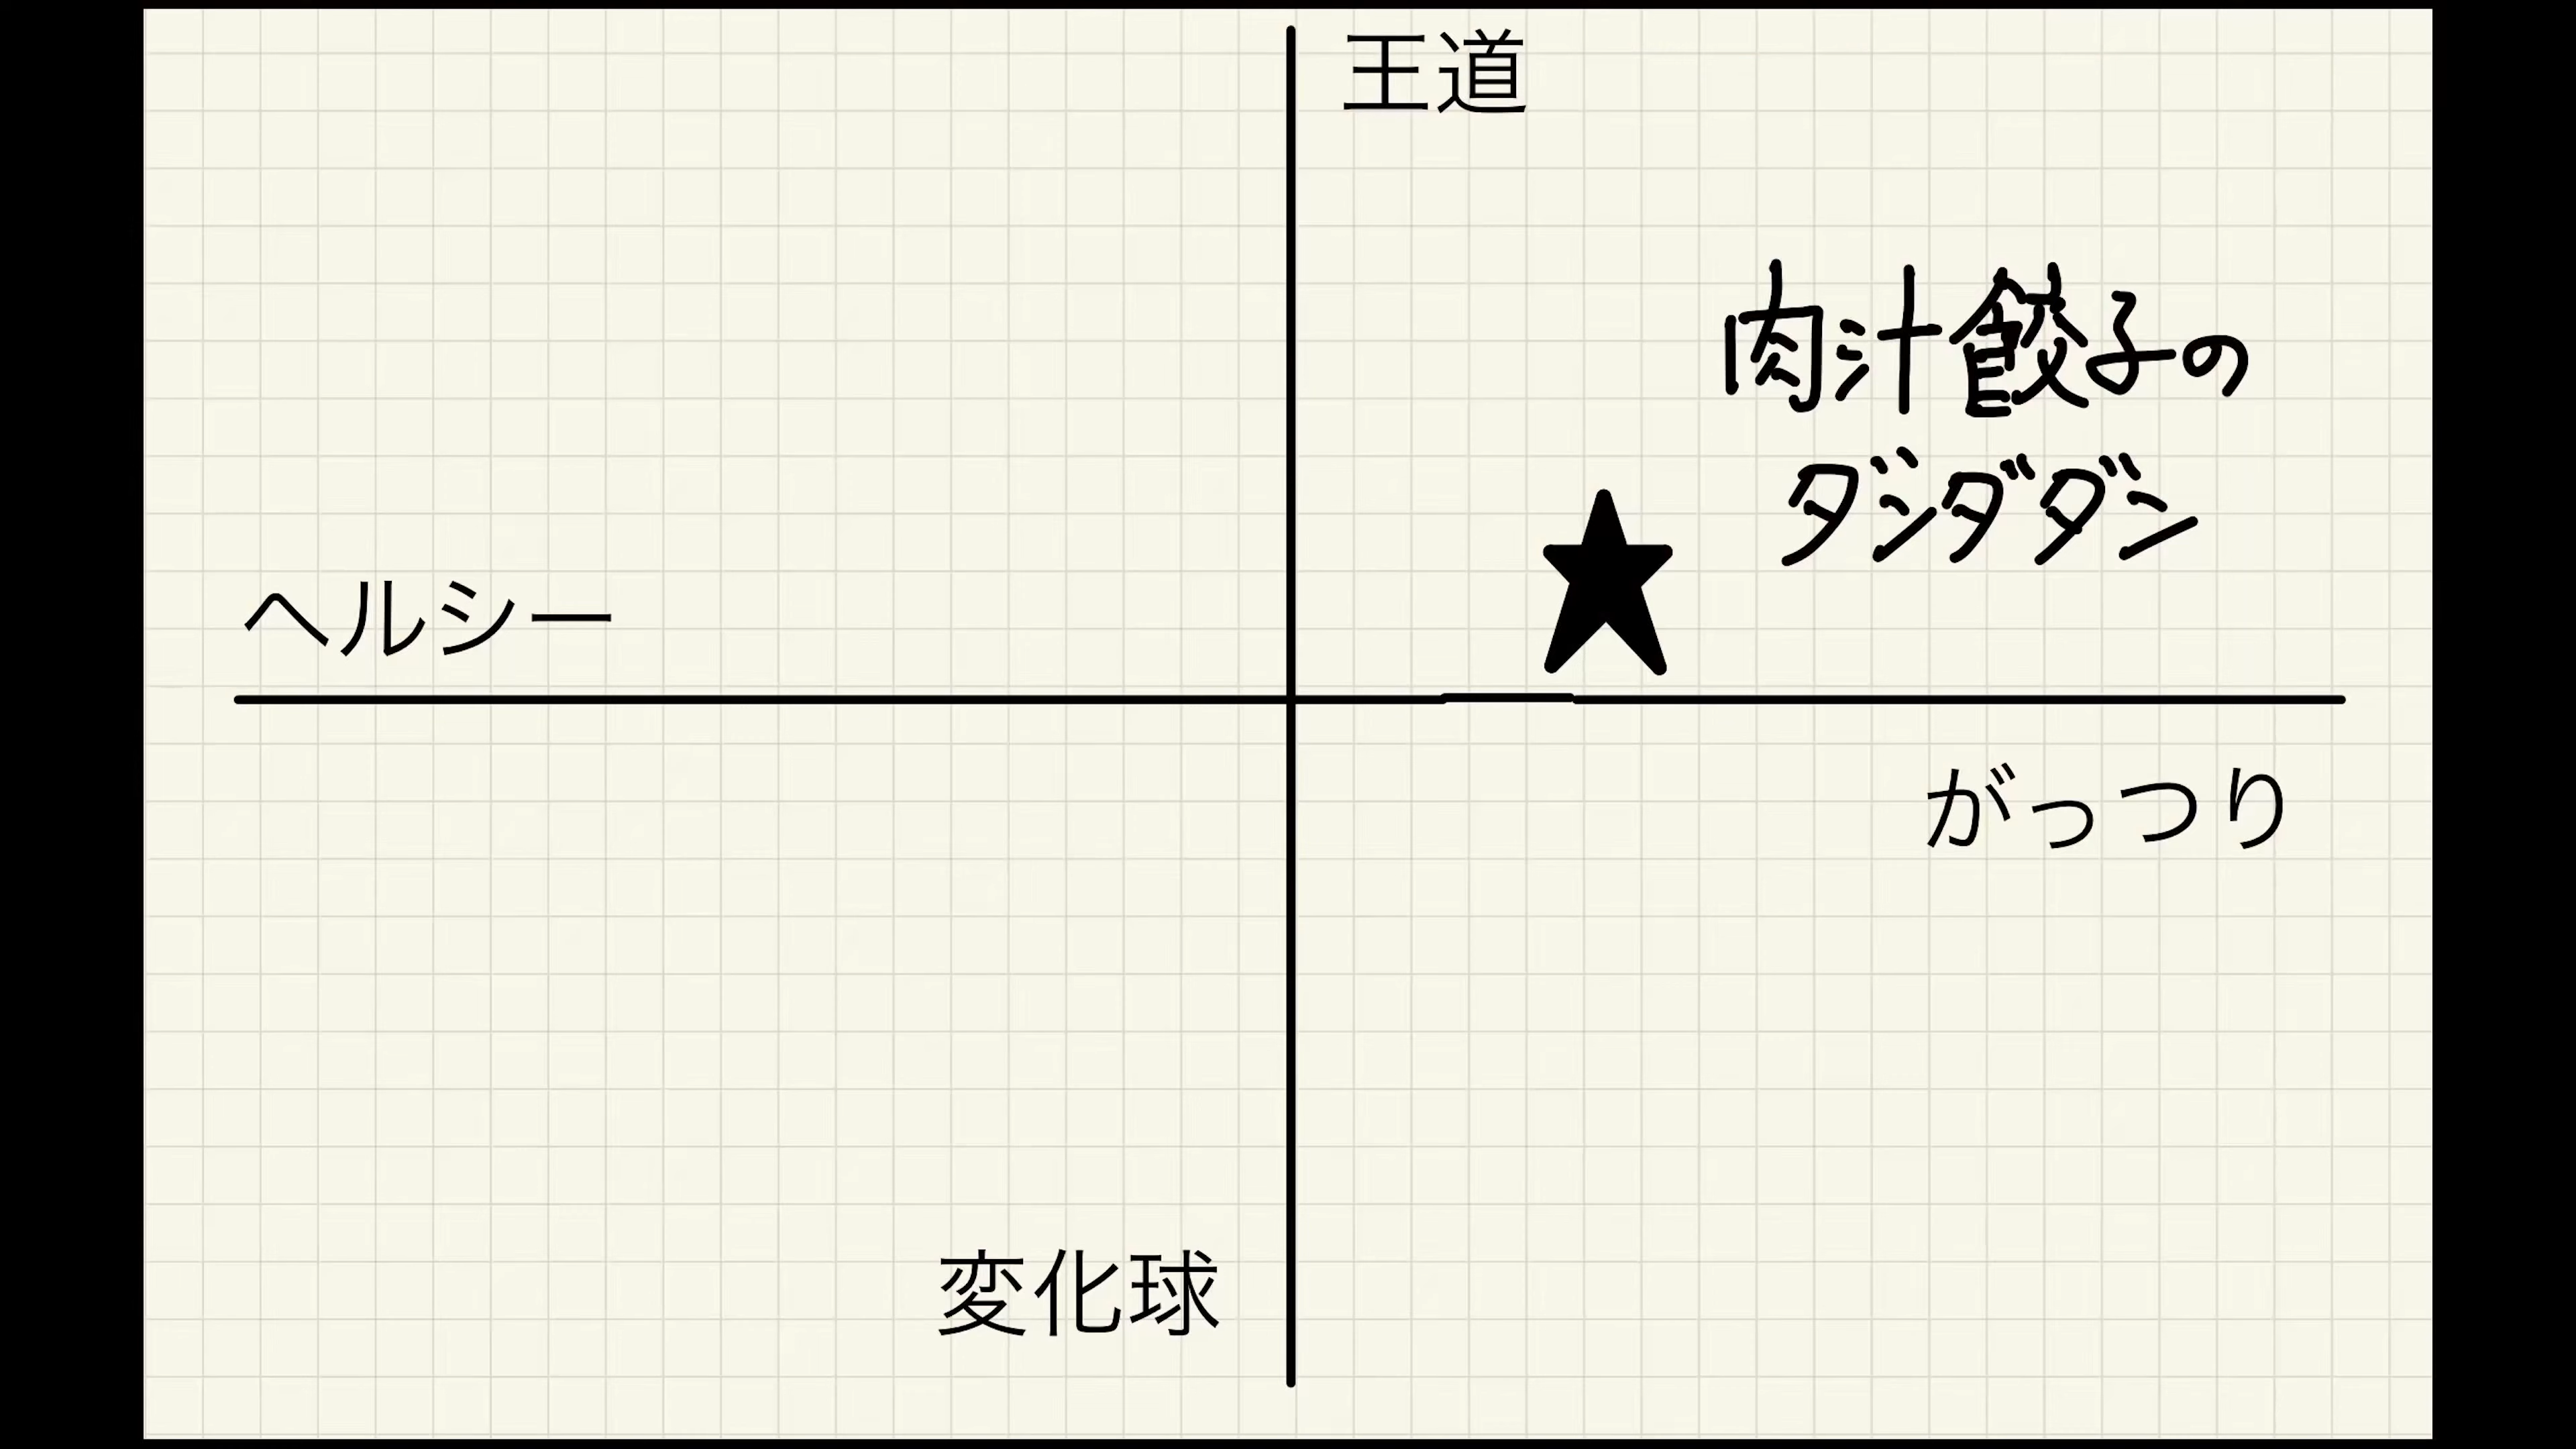 王道
肉汁餃子の
ダンダダン
ヘルシー
がっつり
変化球